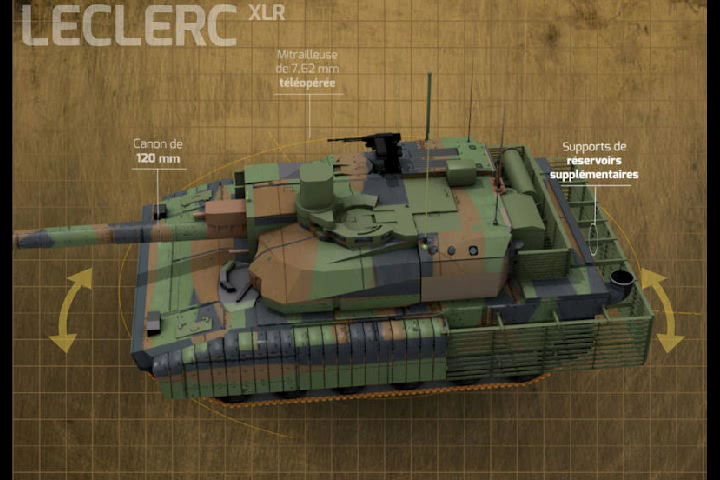 LECLERC XLR
Mitrailleuse
de 7,62 mm
téléopérée
Canon de
120 mm
Supports de
réservoirs
supplémentaires